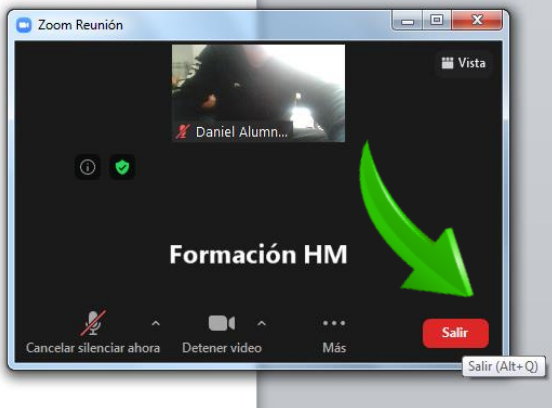 Zoom Reunión
Vista
Daniel Alumn...
Formación HM
Cancelar silenciar ahora
Detener video
Más
Salir
Salir (Alt+Q)